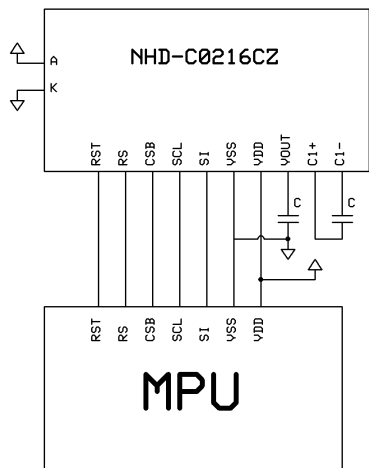 A
NHD-C0216CZ
K
RST RS CSB SCL SI VSS VDD VOUT C1+ C1-
C C
RST RS CSB SCL SI VSS VDD
MPU